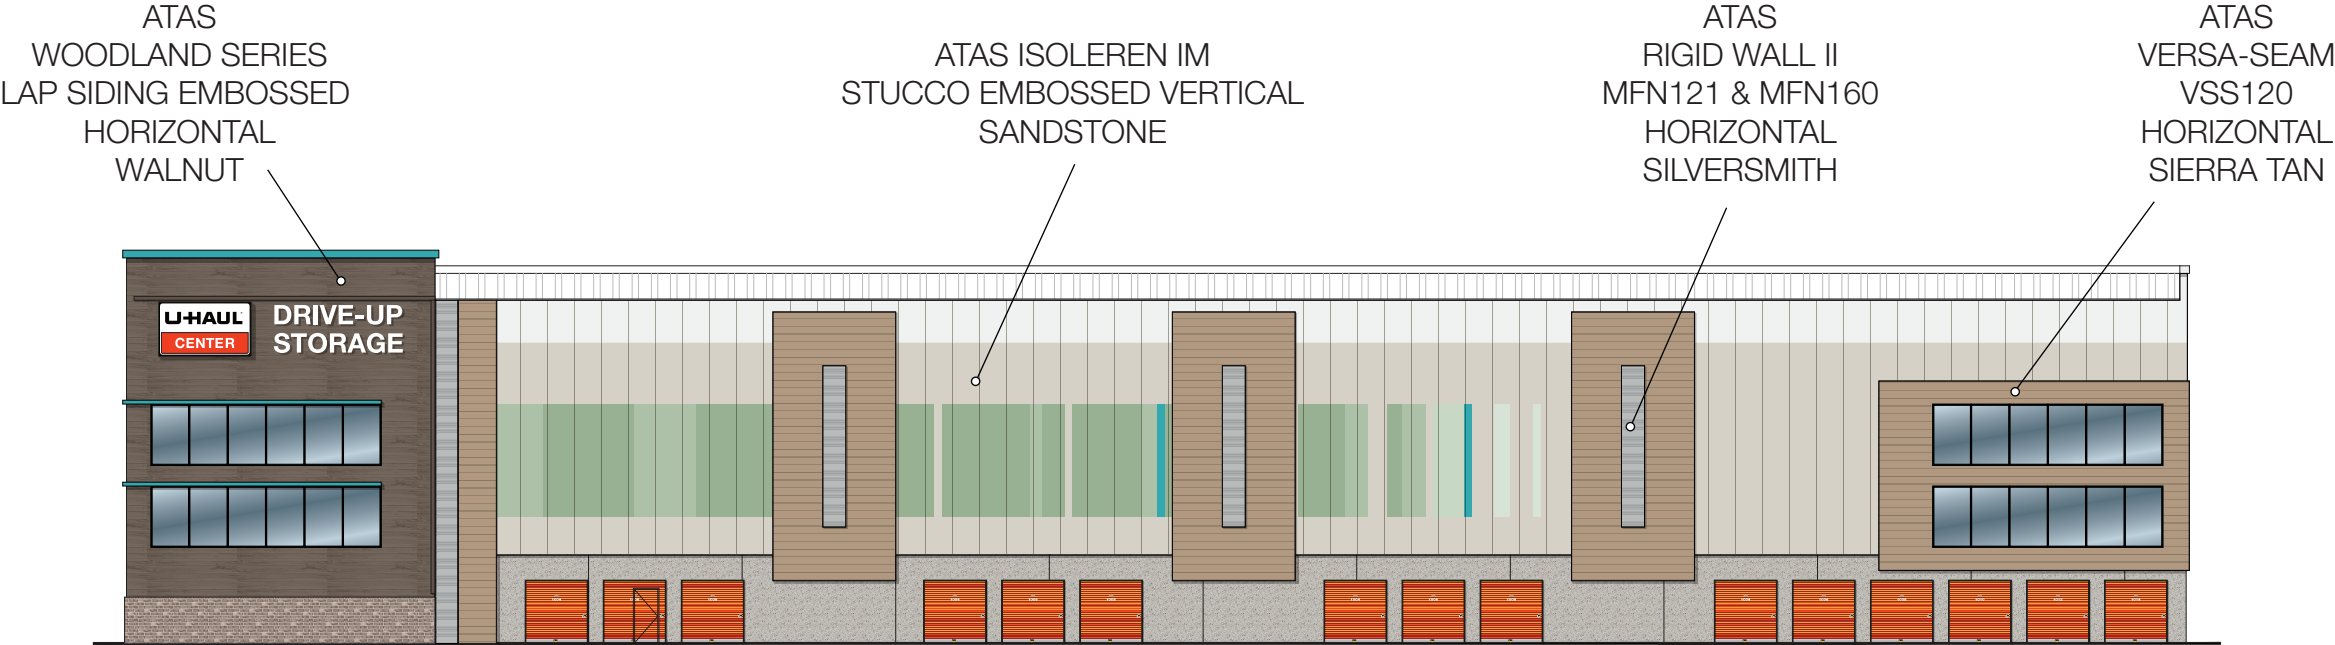 ATAS
WOODLAND SERIES
LAP SIDING EMBOSSED
HORIZONTAL
WALNUT
ATAS ISOLEREN IM
STUCCO EMBOSSED VERTICAL
SANDSTONE
ATAS
RIGID WALL II
MFN121 & MFN160
HORIZONTAL
SILVERSMITH
ATAS
VERSA-SEAM
VSS120
HORIZONTAL
SIERRA TAN
U-HAUL
CENTER
DRIVE-UP
STORAGE